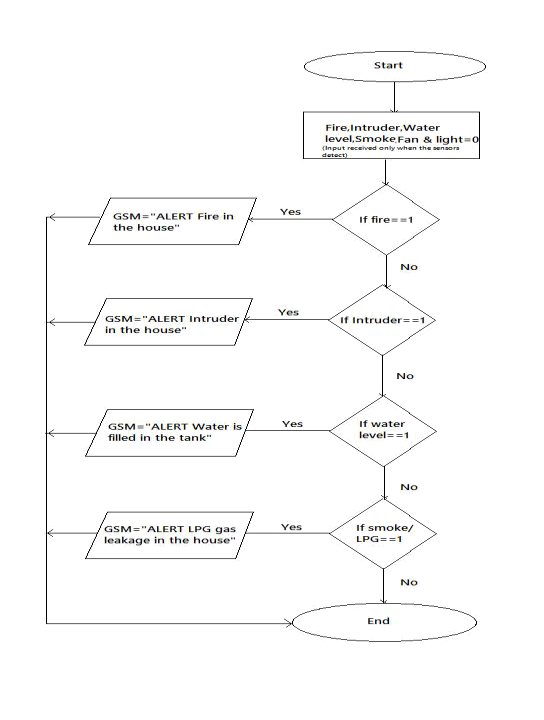 Start
Fire,Intruder,Water
level,Smoke,Fan & light=0
(Input received only when the sensors
detect)
GSM="ALERT Fire in
the house"
Yes
If fire==1
No
GSM="ALERT Intruder
in the house"
Yes
If Intruder==1
No
GSM="ALERT Water is
filled in the tank"
Yes
If water
level==1
No
GSM="ALERT LPG gas
leakage in the house"
Yes
If smoke/
LPG==1
No
End